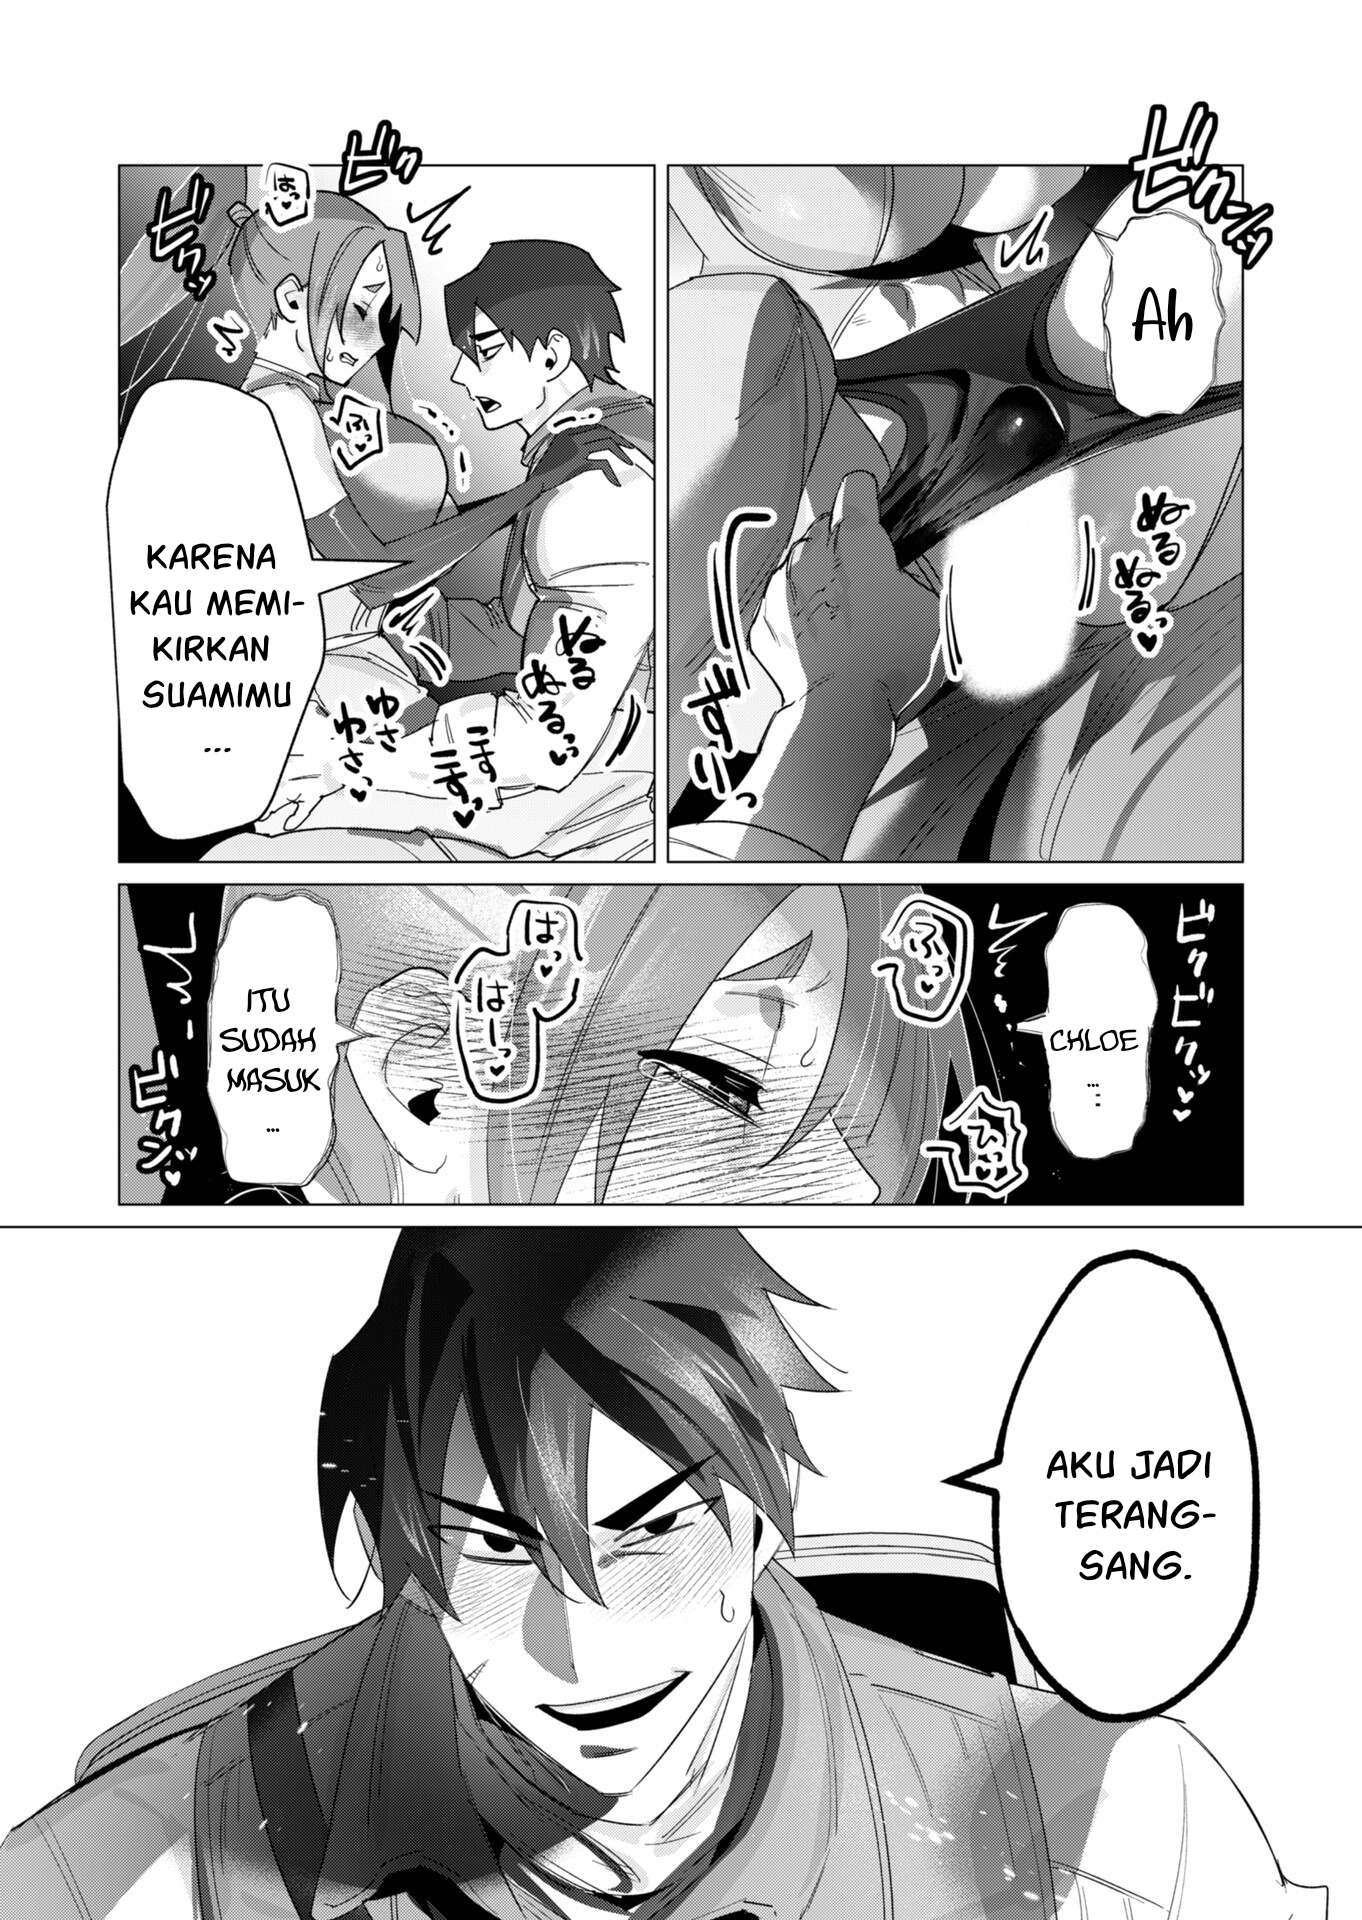 ビクーンッ
Ah
ぬるぬるっ
ずりっ
ビク
ビクッ
はっ
ふっ
KARENA
KAU MEMI-
KIRKAN
SUAMIMU
...
ぬるぬるっ
こすこす
ゆさゆさっ
ビクビクッ
CHLOE
...
ふーっ
はっ
はーっ
ITU
SUDAH
MASUK
...
ビクンッ
AKU JADI
TERANG-
SANG.